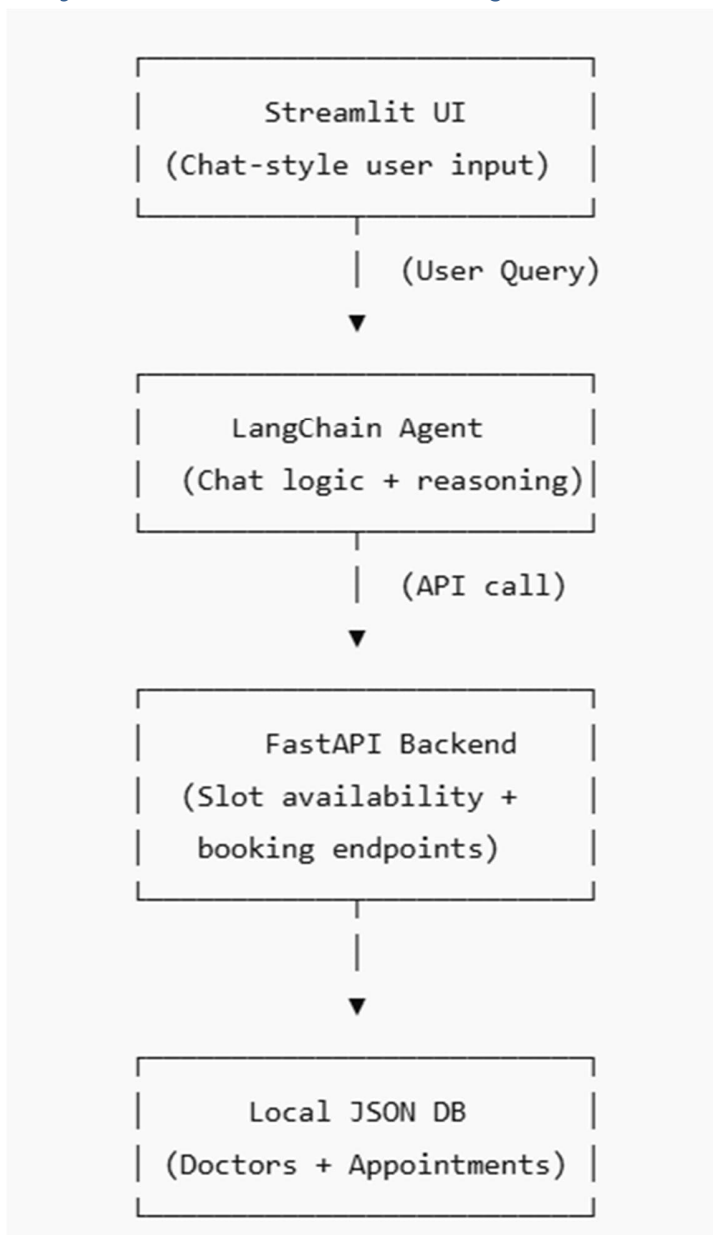 Streamlit UI
(Chat-style user input)
(User Query)
LangChain Agent
(Chat logic + reasoning)
(API call)
FastAPI Backend
(Slot availability +
booking endpoints)
Local JSON DB
(Doctors + Appointments)